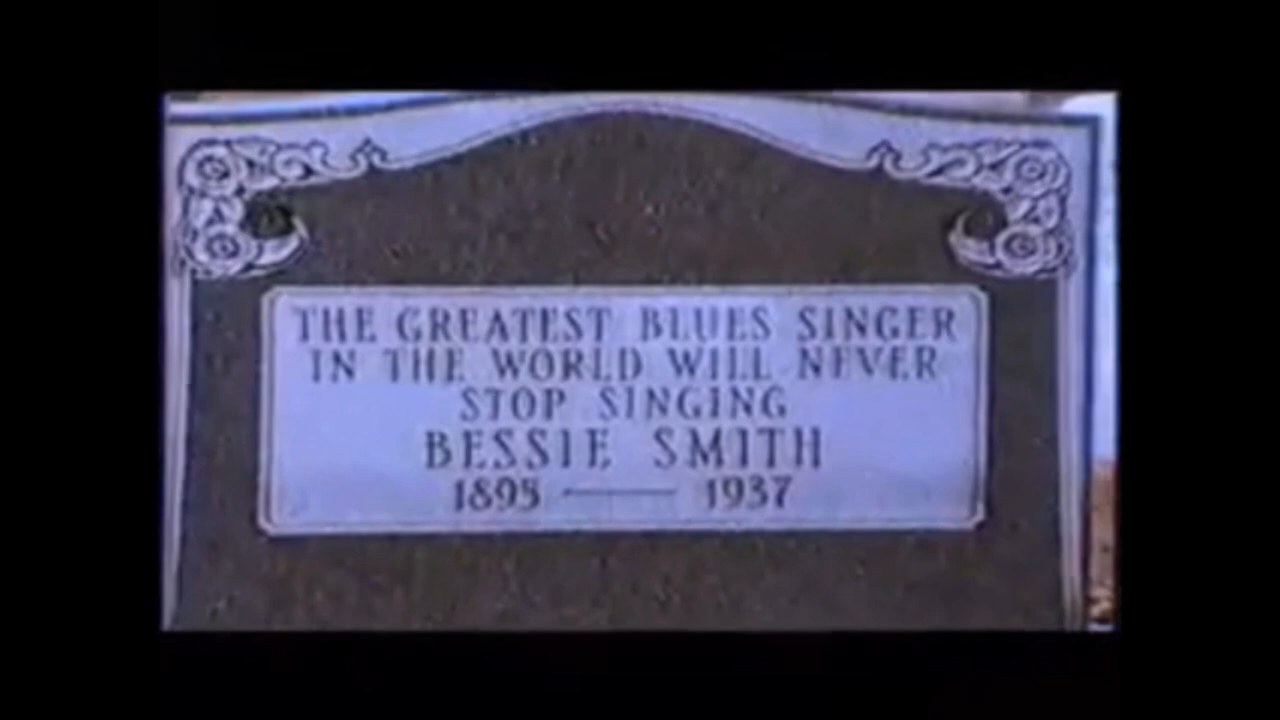 THE GREATEST BLUES SINGER
IN THE WORLD WILL NEVER
STOP SINGING
BESSIE SMITH
1895 — 1937